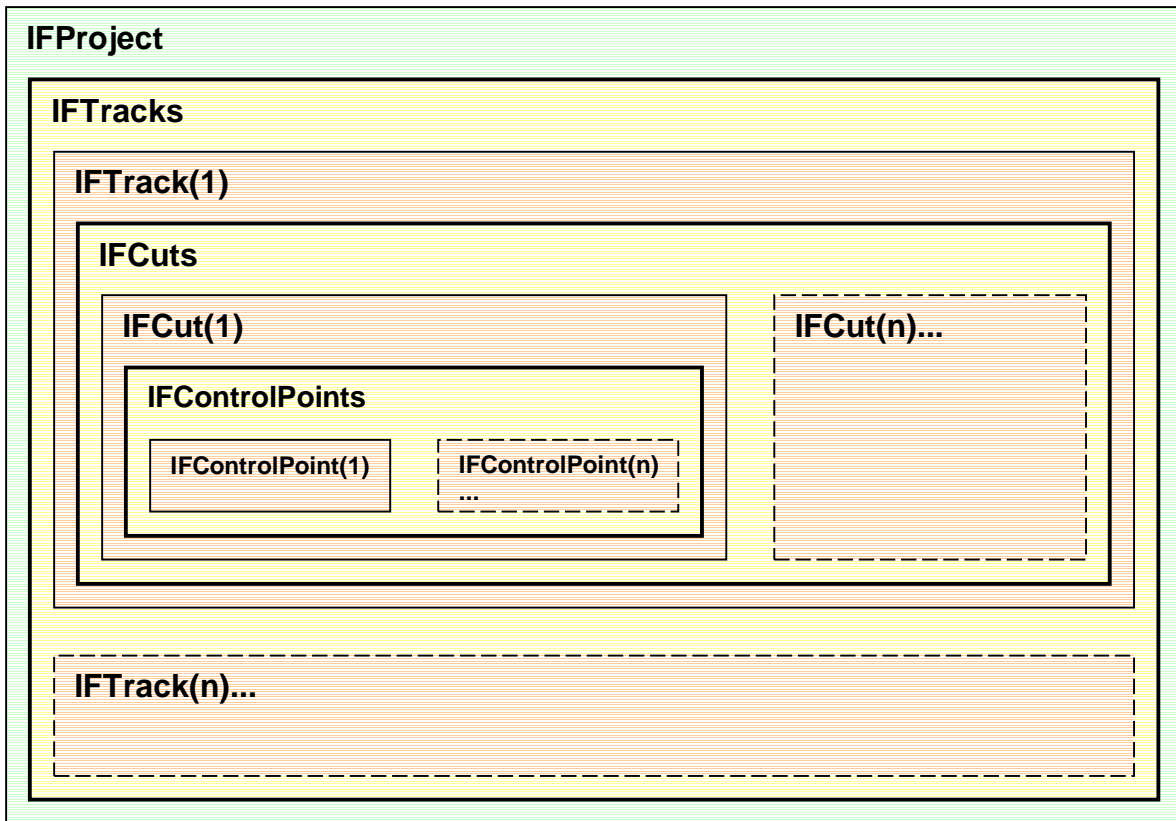 IFProject
IFTracks
IFTrack(1)
IFCuts
IFCut(1)
IFCut(n)...
IFControlPoints
IFControlPoint(1)
IFControlPoint(n)
...
IFTrack(n)...